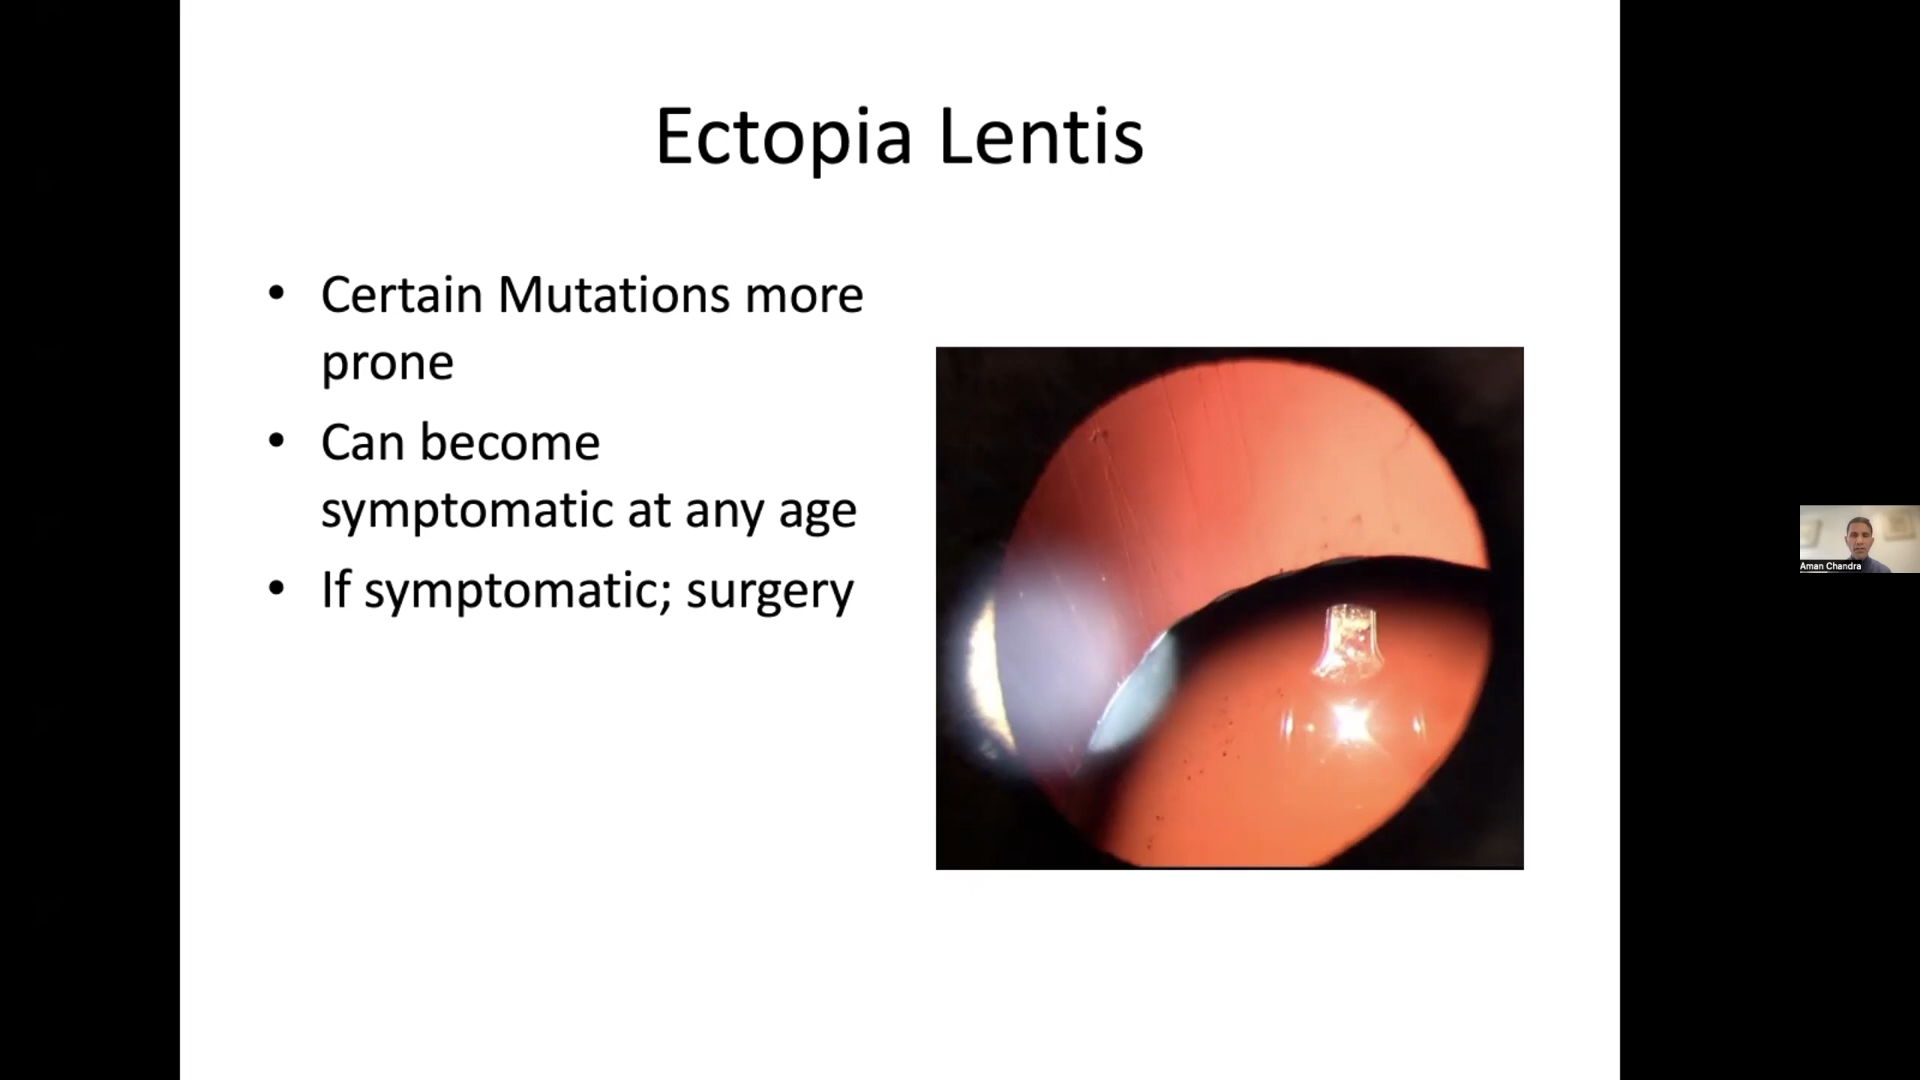 Ectopia Lentis
• Certain Mutations more
prone
• Can become
symptomatic at any age
• If symptomatic; surgery
Aman Chandra